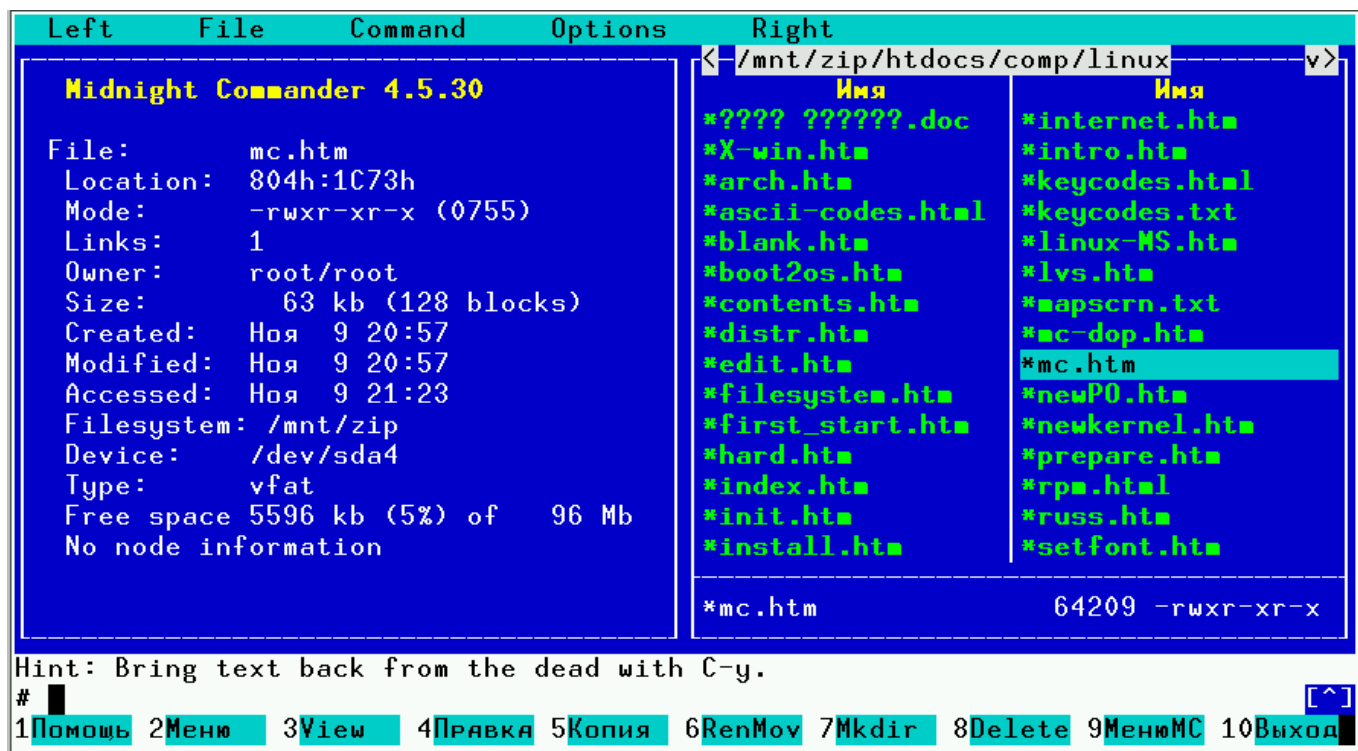 Left File Command Options Right
Midnight Commander 4.5.30
File: mc.htm
Location: 804h:1C73h
Mode: -rwxr-xr-x (0755)
Links: 1
Owner: root/root
Size: 63 kb (128 blocks)
Created: Ноя 9 20:57
Modified: Ноя 9 20:57
Accessed: Ноя 9 21:23
Filesystem: /mnt/zip
Device: /dev/sda4
Type: vfat
Free space 5596 kb (5%) of 96 Mb
No node information
<-/mnt/zip/htdocs/comp/linux v>
Имя Имя
*???? ??????.doc *internet.htm
*X-win.htm *intro.htm
*arch.htm *keycodes.html
*ascii-codes.html *keycodes.txt
*blank.htm *linux-MS.htm
*boot2os.htm *lvs.htm
*contents.htm *mapscrn.txt
*distr.htm *mc-dop.htm
*edit.htm *mc.htm
*filesystem.htm *newPO.htm
*first_start.htm *newkernel.htm
*hard.htm *prepare.htm
*index.htm *rpm.html
*init.htm *russ.htm
*install.htm *setfont.htm
*mc.htm 64209 -rwxr-xr-x
Hint: Bring text back from the dead with C-y.
# [^]
1Помощь 2Меню 3View 4Правка 5Копия 6RenMov 7Mkdir 8Delete 9МенюMC 10Выход